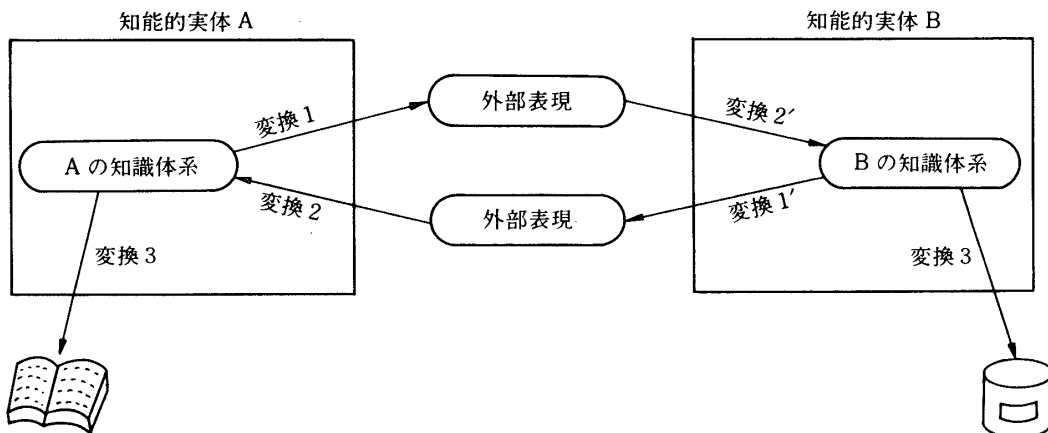 知能的実体 A
知能的実体 B
外部表現
変換 1
変換 2′
A の知識体系
B の知識体系
外部表現
変換 2
変換 1′
変換 3
変換 3